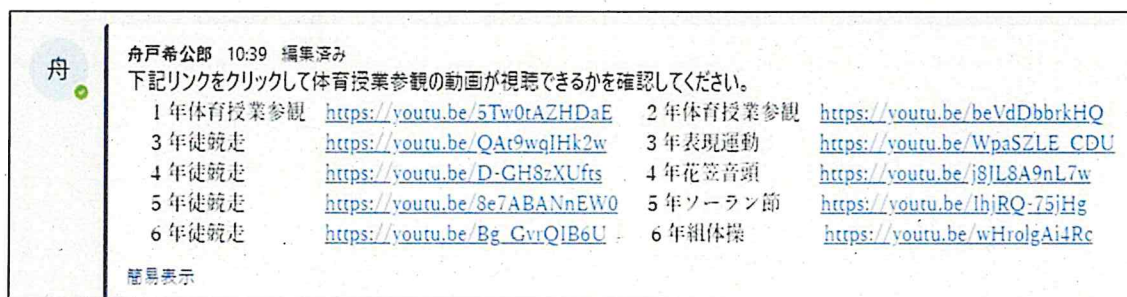 舟
舟戸希公郎 10:39 編集済み
下記リンクをクリックして体育授業参観の動画が視聴できるかを確認してください。
1年体育授業参観 https://youtu.be/5Tw0tAZHDaE 2年体育授業参観 https://youtu.be/beVdDbbrkHQ
3年徒競走 https://youtu.be/QAt9wqIHk2w 3年表現運動 https://youtu.be/WpaSZLE_CDU
4年徒競走 https://youtu.be/D-GH8zXUfts 4年花笠音頭 https://youtu.be/j8JL8A9nL7w
5年徒競走 https://youtu.be/8e7ABANnEW0 5年ソーラン節 https://youtu.be/IhjRQ-75jHg
6年徒競走 https://youtu.be/Bg_GvrQIB6U 6年組体操 https://youtu.be/wHrolgAi4Rc
簡易表示